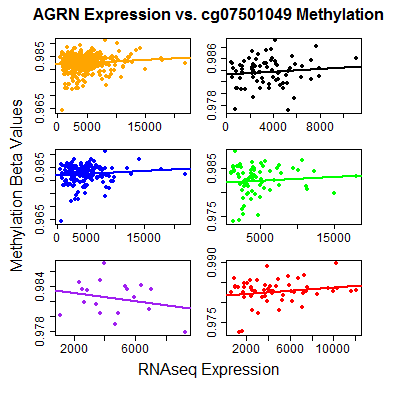 AGRN Expression vs. cg07501049 Methylation
Methylation Beta Values
0.985
0.965
0 5000 15000
0.986
0.978
0 4000 8000
0.985
0.965
0 5000 15000
0.985
0.975
5000 15000
0.984
0.978
2000 6000
0.990
0.975
2000 6000 10000
RNAseq Expression